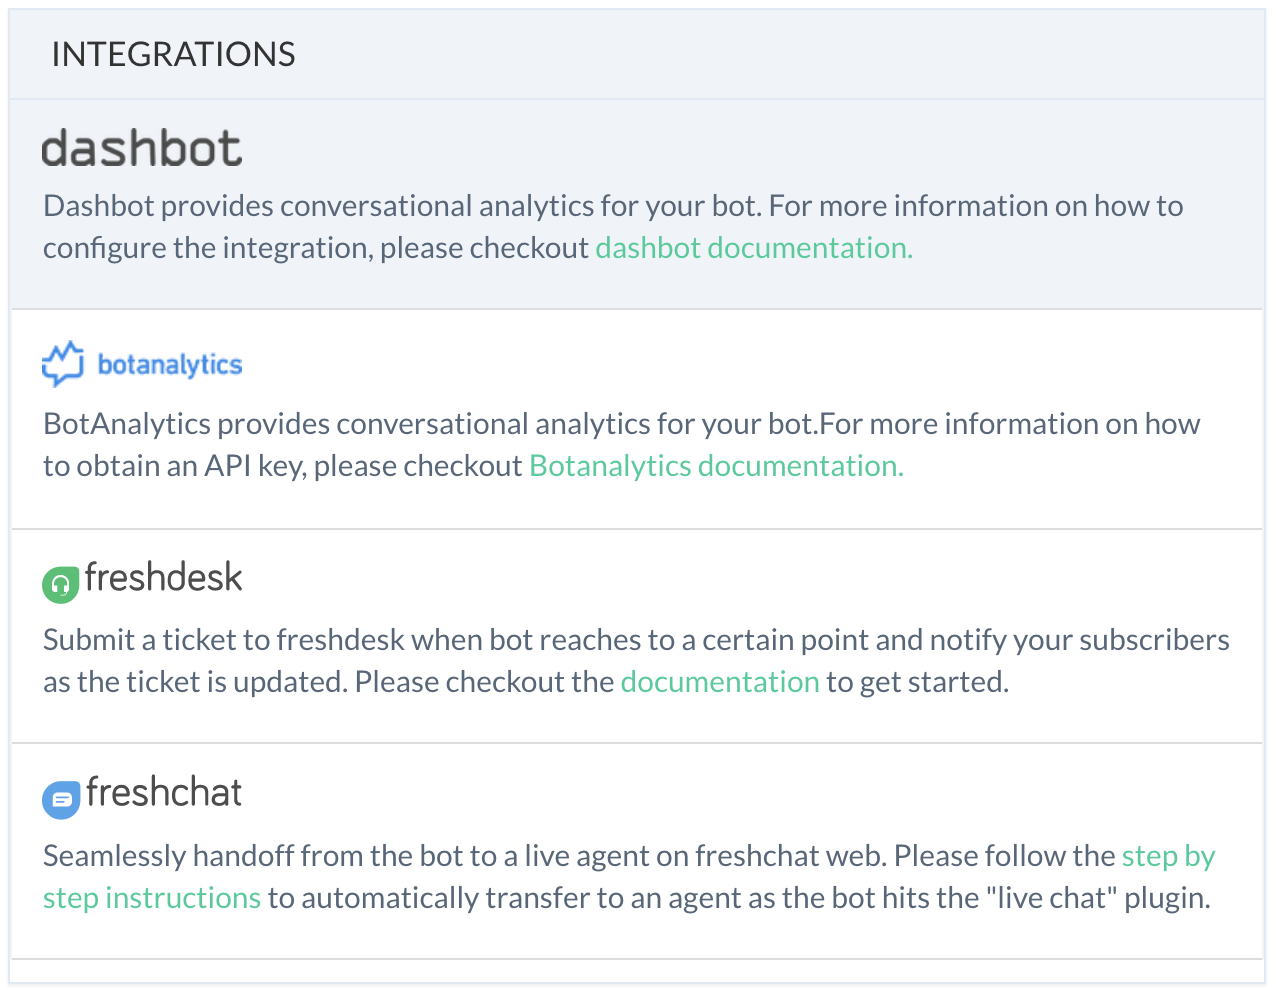 INTEGRATIONS
dashbot
Dashbot provides conversational analytics for your bot. For more information on how to
configure the integration, please checkout dashbot documentation.
botanalytics
BotAnalytics provides conversational analytics for your bot.For more information on how
to obtain an API key, please checkout Botanalytics documentation.
freshdesk
Submit a ticket to freshdesk when bot reaches to a certain point and notify your subscribers
as the ticket is updated. Please checkout the documentation to get started.
freshchat
Seamlessly handoff from the bot to a live agent on freshchat web. Please follow the step by
step instructions to automatically transfer to an agent as the bot hits the "live chat" plugin.